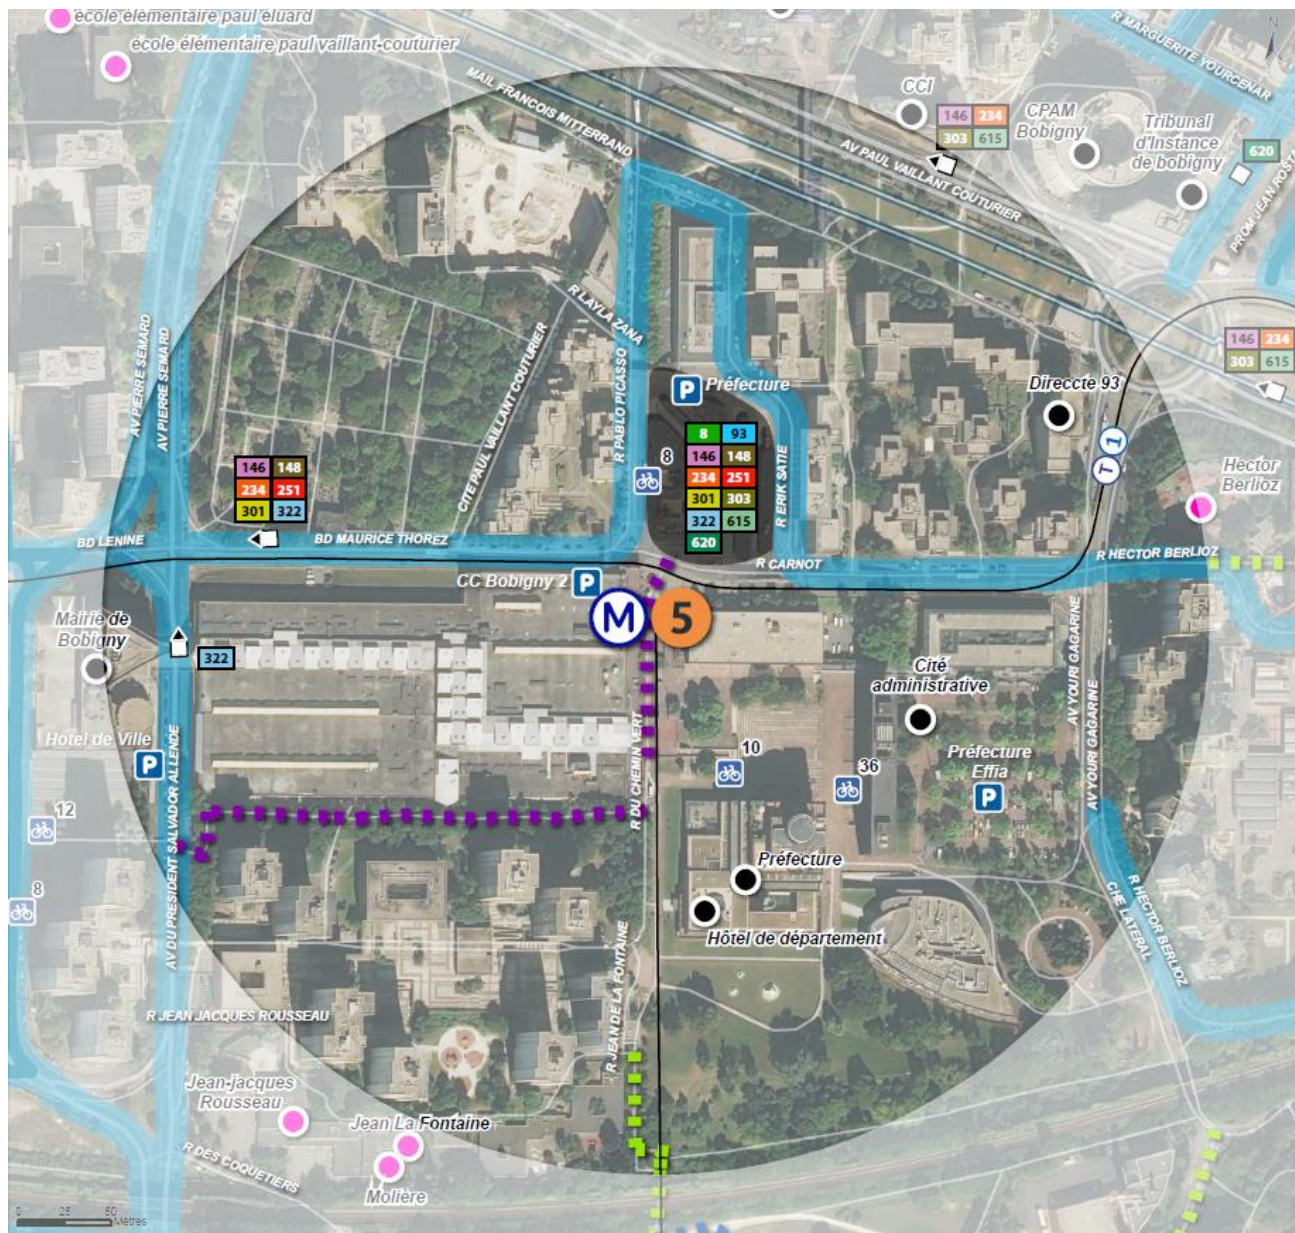 école élémentaire paul éluard
école élémentaire paul vaillant-couturier
N
R MARGUERITE YOURCENAR
MAIL FRANCOIS MITTERRAND
CCI
146 234
303 615
CPAM
Bobigny
Tribunal
d'Instance
de bobigny
620
AV PAUL VAILLANT COUTURIER
PROM JEAN ROSTA
R LAYLA ZANA
AV PIERRE SEMARD
AV PIERRE SEMARD
CITE PAUL VAILLANT COUTURIER
R PABLO PICASSO
146 234
303 615
P Préfecture
Direccte 93
8 93
146 148
234 251
301 303
322 615
620
8
R ERIK SATIE
T 1
Hector
Berlioz
146 148
234 251
301 322
BD LENINE
BD MAURICE THOREZ
R CARNOT
R HECTOR BERLIOZ
CC Bobigny 2 P
M 5
Mairie de
Bobigny
322
Cité
administrative
AV YOURI GAGARINE
AV YOURI GAGARINE
Hotel de Ville
P
R DU CHEMIN VERT
10
36
Préfecture
Effia
P
12
AV DU PRESIDENT SALVADOR ALLENDE
8
Préfecture
Hôtel de département
R HECTOR BERLIOZ
CHE LATERAL
R JEAN DE LA FONTAINE
R JEAN JACQUES ROUSSEAU
Jean-jacques
Rousseau
Jean La Fontaine
R DES COQUETIERS
Molière
0 25 50
Mètres